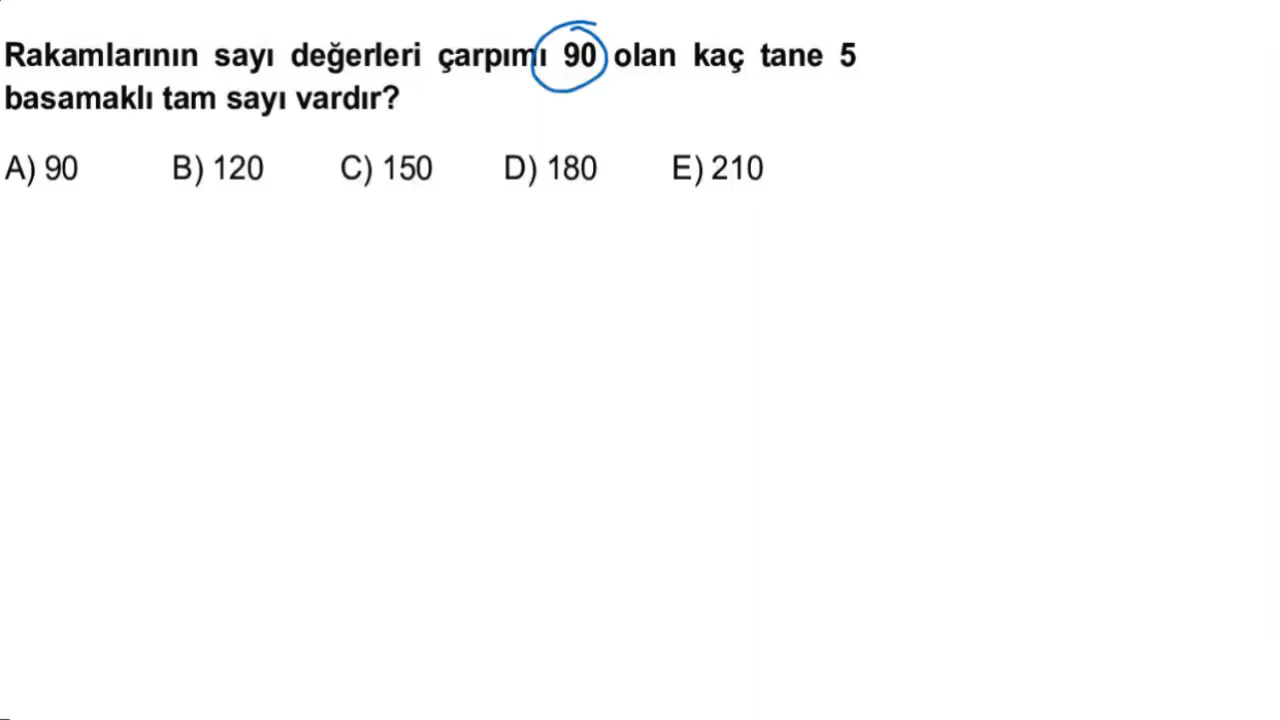 Rakamlarının sayı değerleri çarpımı 90 olan kaç tane 5
basamaklı tam sayı vardır?
A) 90 B) 120 C) 150 D) 180 E) 210